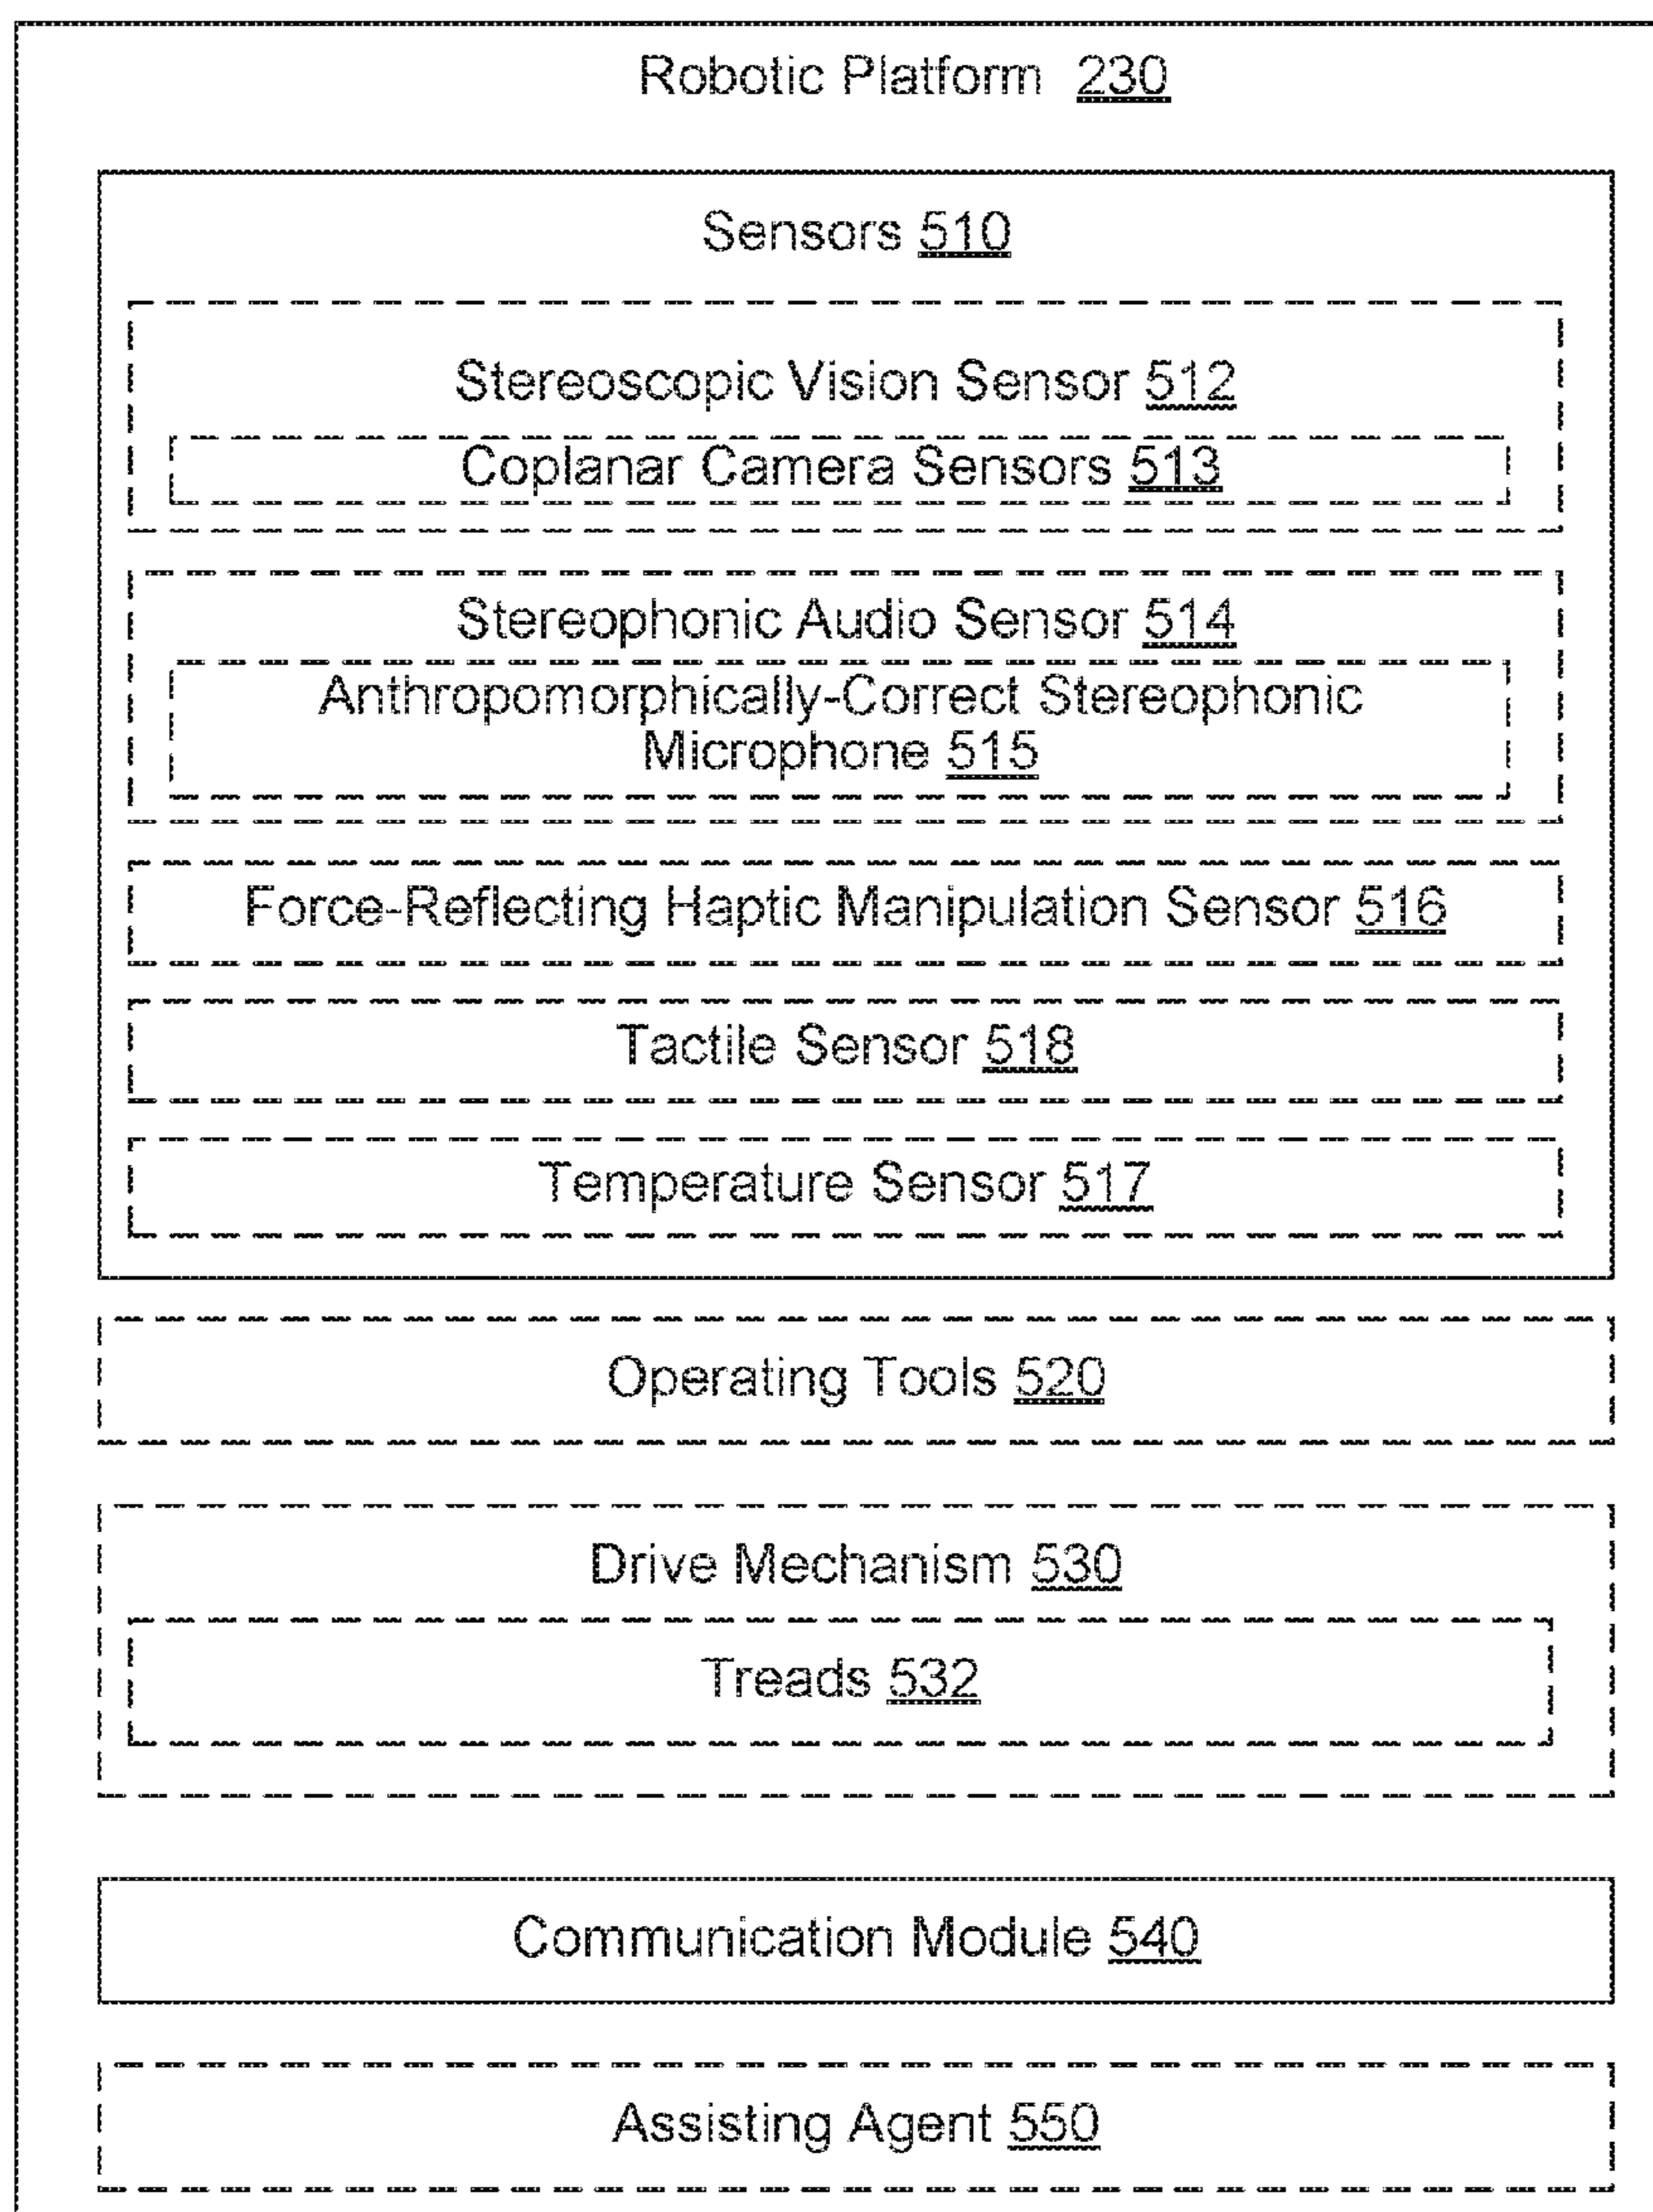 Robotic Platform 230
Sensors 510
Stereoscopic Vision Sensor 512
Coplanar Camera Sensors 513
Stereophonic Audio Sensor 514
Anthropomorphically-Correct Stereophonic
Microphone 515
Force-Reflecting Haptic Manipulation Sensor 516
Tactile Sensor 518
Temperature Sensor 517
Operating Tools 520
Drive Mechanism 530
Treads 532
Communication Module 540
Assisting Agent 550